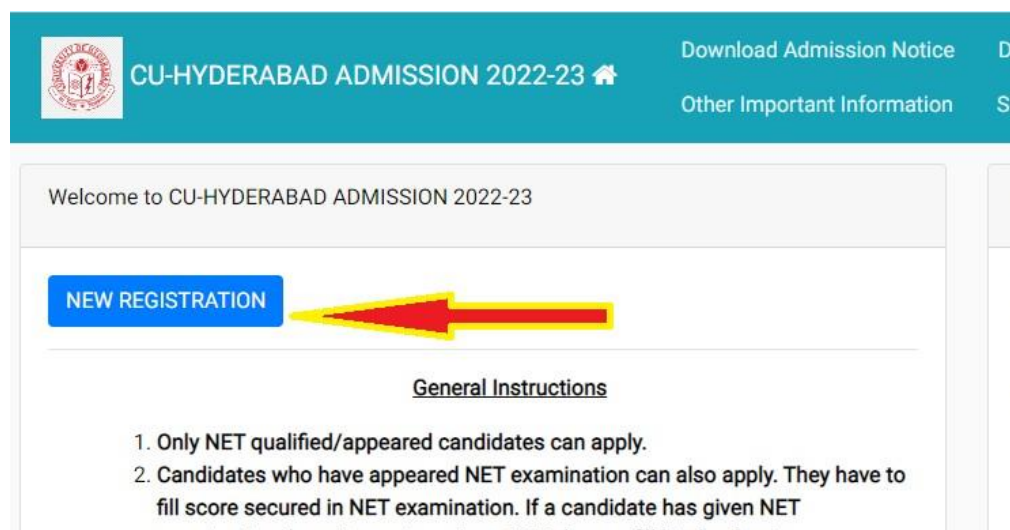 CU-HYDERABAD ADMISSION 2022-23
Download Admission Notice
Other Important Information
Welcome to CU-HYDERABAD ADMISSION 2022-23
NEW REGISTRATION
General Instructions
1. Only NET qualified/appeared candidates can apply.
2. Candidates who have appeared NET examination can also apply. They have to
fill score secured in NET examination. If a candidate has given NET